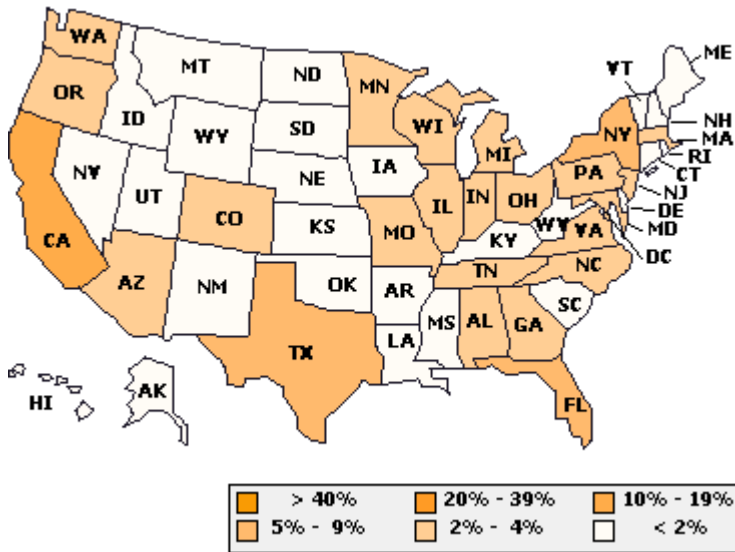 WA
ME
VT
MT
ND
MN
OR
NH
ID
SD
WI
NY
MA
WY
MI
RI
IA
PA
CT
NV
NE
NJ
UT
IL
IN
OH
DE
CO
WV
VA
MD
CA
KS
MO
KY
DC
TN
NC
AZ
NM
OK
AR
SC
MS
AL
GA
LA
TX
HI
AK
FL
> 40% 20% - 39% 10% - 19%
5% - 9% 2% - 4% < 2%